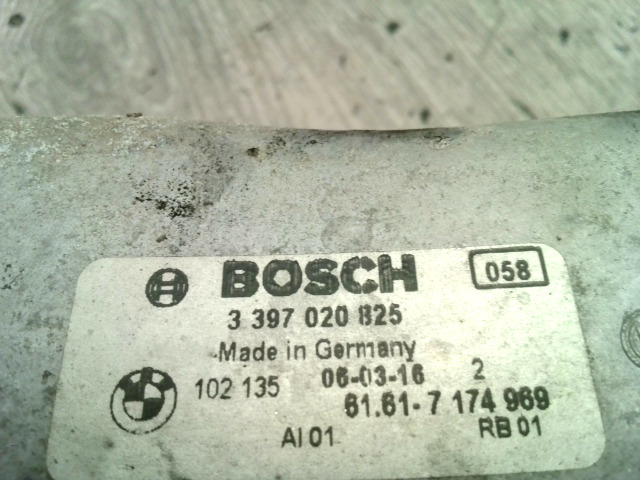 BOSCH 058
3 397 020 825
Made in Germany
102 135 06-03-16 2
61.61-7 174 969
AI 01 RB 01